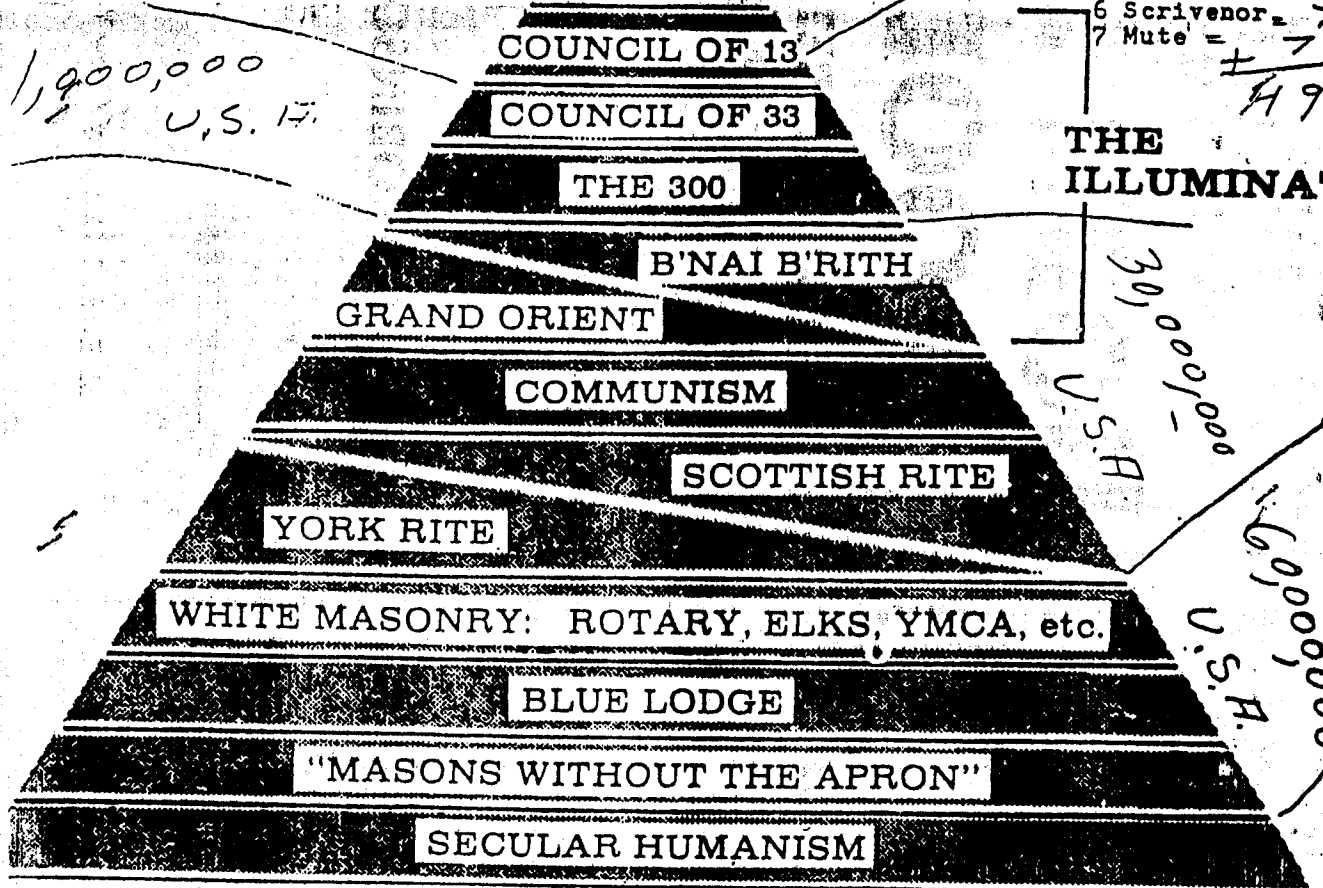 6 Scrivenor =
7 Mute =
COUNCIL OF 13
1,000,000
U.S.A.
COUNCIL OF 33
THE
ILLUMINA
THE 300
B'NAI B'RITH
GRAND ORIENT
30,000,000
U.S.A.
COMMUNISM
SCOTTISH RITE
YORK RITE
WHITE MASONRY: ROTARY, ELKS, YMCA, etc.
U.S.A.
BLUE LODGE
"MASONS WITHOUT THE APRON"
SECULAR HUMANISM